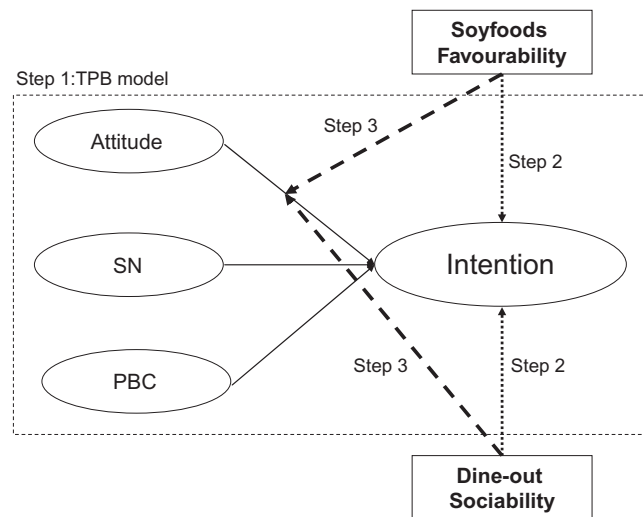 Soyfoods
Favourability
Step 1:TPB model
Step 3
Attitude
Step 2
SN
Intention
Step 3
Step 2
PBC
Dine-out
Sociability